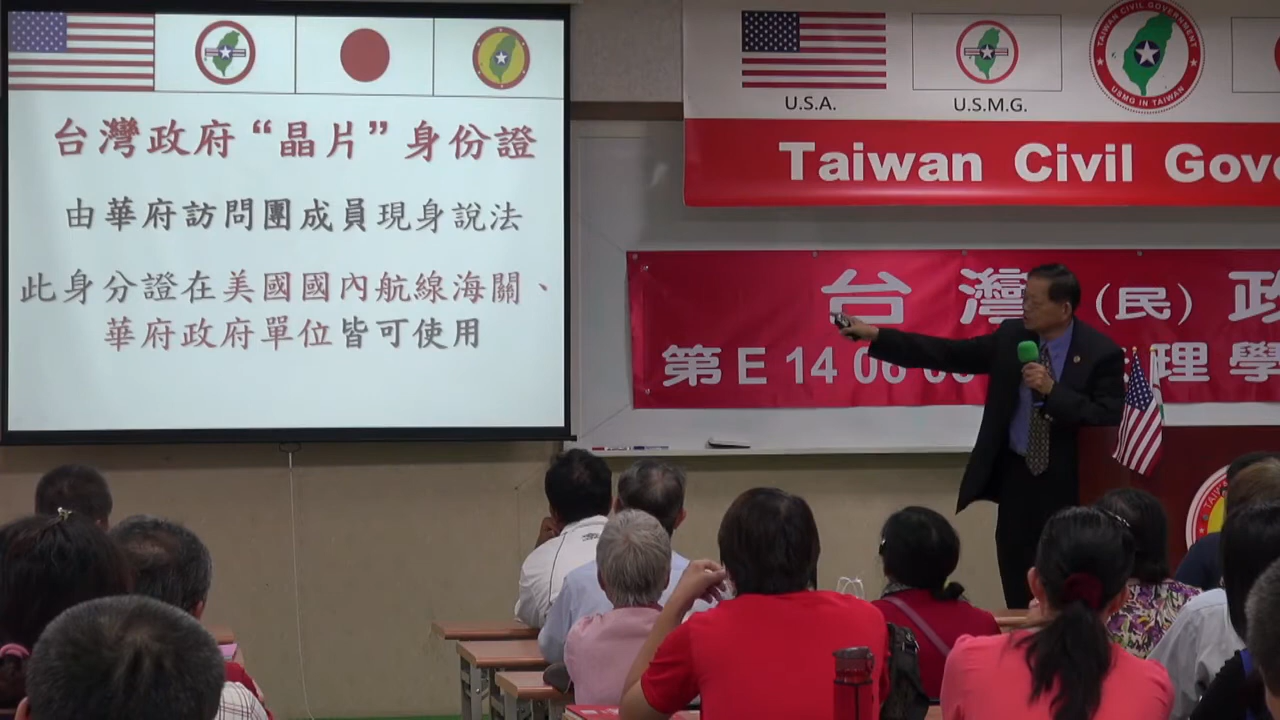 台灣政府“晶片”身份證
由華府訪問團成員現身說法
此身分證在美國國內航線海關、
華府政府單位皆可使用
U.S.A.
U.S.M.G.
TAIWAN CIVIL GOVERNMENT
USMG IN TAIWAN
Taiwan Civil Gove
台灣（民）政
第E 14 06
理學